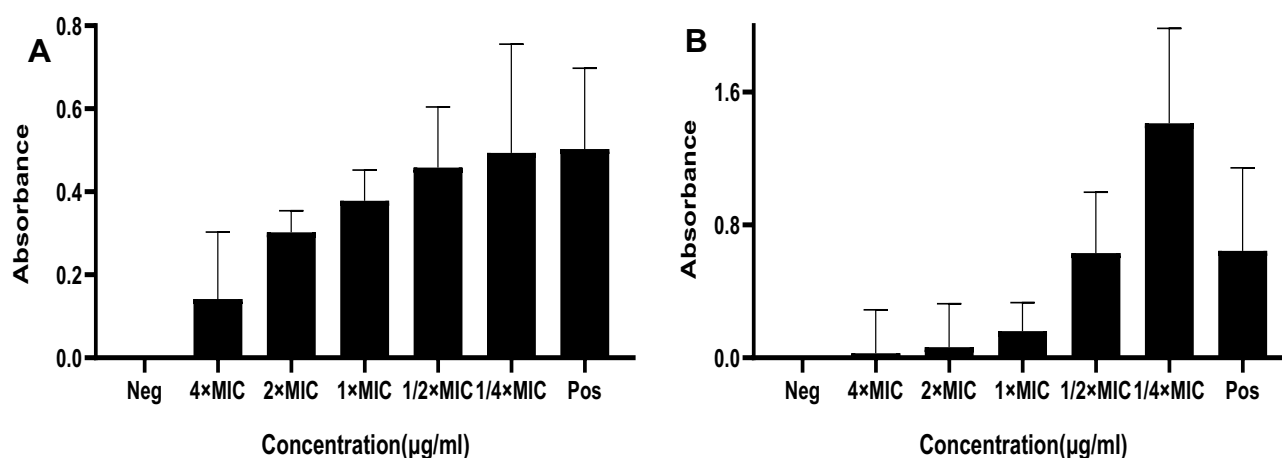 A
Absorbance
0.8
0.6
0.4
0.2
0.0
Neg 4×MIC 2×MIC 1×MIC 1/2×MIC 1/4×MIC Pos
Concentration(µg/ml)
B
Absorbance
1.6
0.8
0.0
Neg 4×MIC 2×MIC 1×MIC 1/2×MIC 1/4×MIC Pos
Concentration(µg/ml)